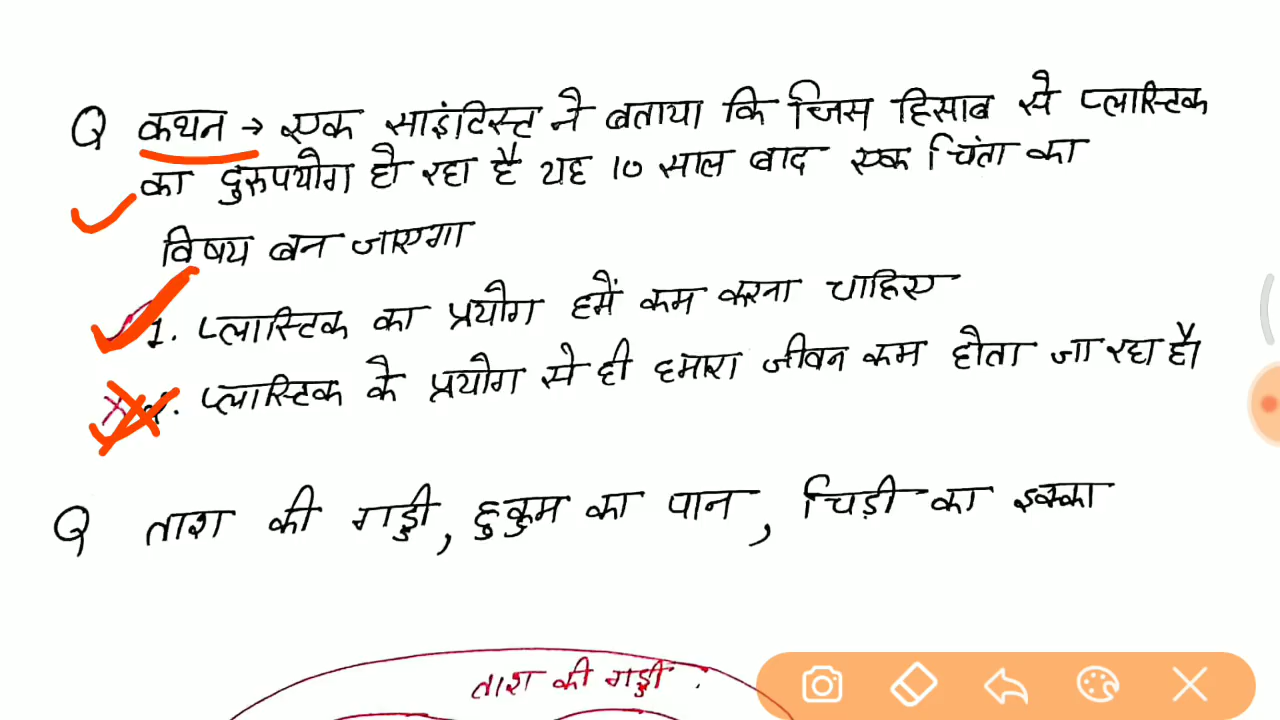 Q कथन → एक साइंटिस्ट ने बताया कि जिस हिसाब से प्लास्टिक
का दुरुपयोग हो रहा है यह 10 साल बाद एक चिंता का
विषय बन जाएगा
1. प्लास्टिक का प्रयोग हमें कम करना चाहिए
2. प्लास्टिक के प्रयोग से ही हमारा जीवन कम होता जा रहा है।
Q ताश की गड्डी, हुकुम का पान, चिड़ी का इक्का
ताश की गड्डी.